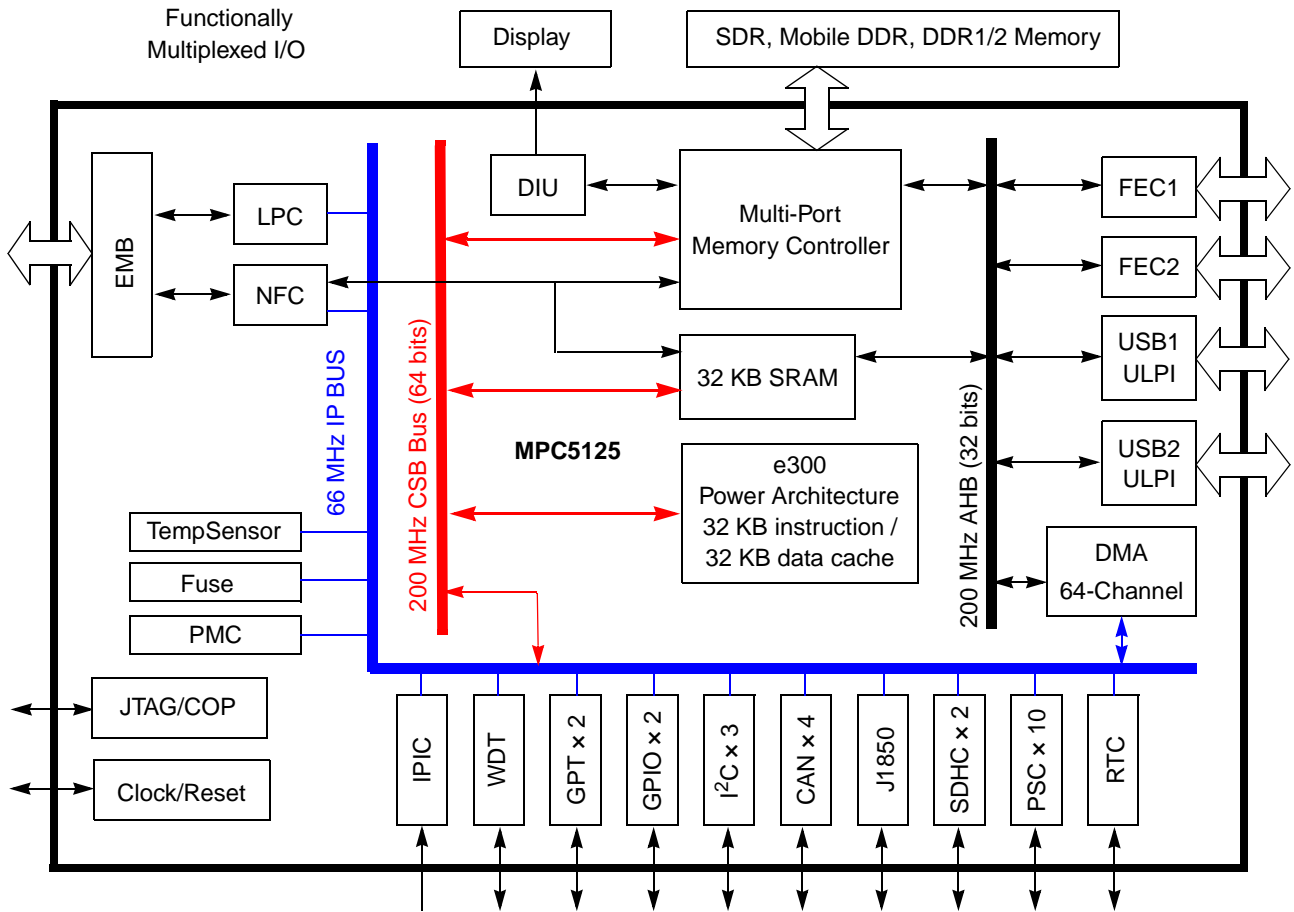 Functionally
Multiplexed I/O
Display
SDR, Mobile DDR, DDR1/2 Memory
EMB
LPC
NFC
DIU
Multi-Port
Memory Controller
FEC1
FEC2
USB1
ULPI
USB2
ULPI
32 KB SRAM
66 MHz IP BUS
200 MHz CSB Bus (64 bits)
MPC5125
e300
Power Architecture
32 KB instruction /
32 KB data cache
200 MHz AHB (32 bits)
DMA
64-Channel
TempSensor
Fuse
PMC
JTAG/COP
Clock/Reset
IPIC
WDT
GPT × 2
GPIO × 2
I²C × 3
CAN × 4
J1850
SDHC × 2
PSC × 10
RTC